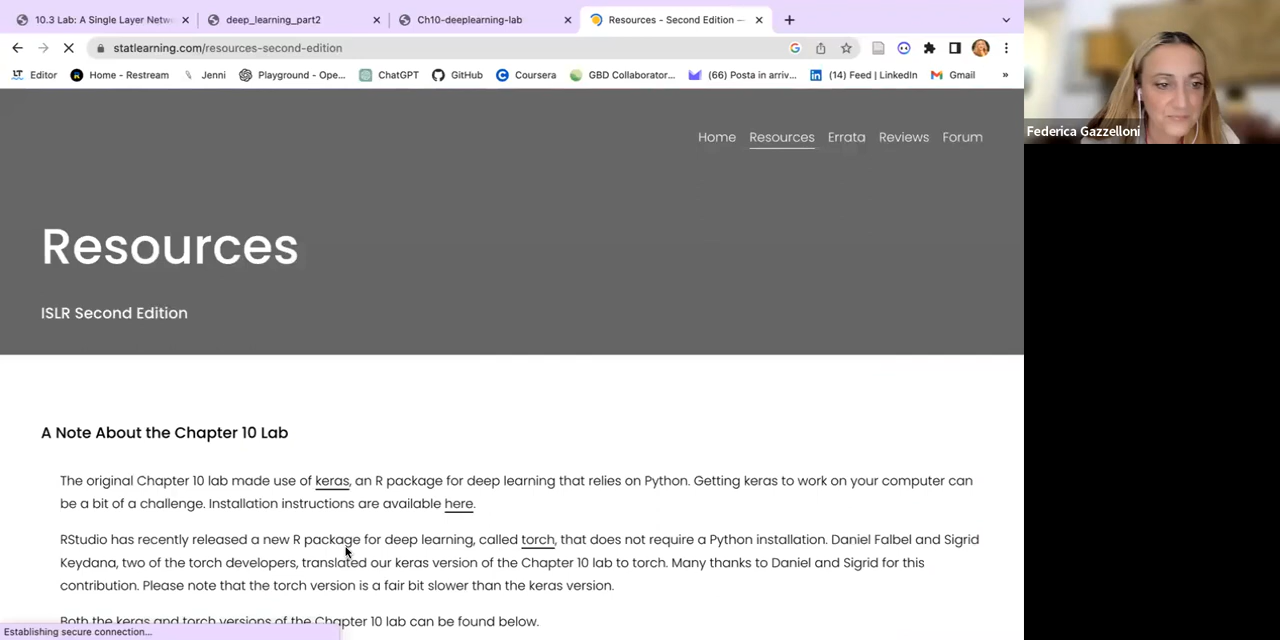 10.3 Lab: A Single Layer Netw
deep_learning_part2
Ch10-deeplearning-lab
Resources - Second Edition —
statlearning.com/resources-second-edition
Editor
Home - Restream
Jenni
Playground - Ope...
ChatGPT
GitHub
Coursera
GBD Collaborator...
(66) Posta in arriv...
(14) Feed | LinkedIn
Gmail
»
Federica Gazzelloni
Home Resources Errata Reviews Forum
Resources
ISLR Second Edition
A Note About the Chapter 10 Lab
The original Chapter 10 lab made use of keras, an R package for deep learning that relies on Python. Getting keras to work on your computer can
be a bit of a challenge. Installation instructions are available here.
RStudio has recently released a new R package for deep learning, called torch, that does not require a Python installation. Daniel Falbel and Sigrid
Keydana, two of the torch developers, translated our keras version of the Chapter 10 lab to torch. Many thanks to Daniel and Sigrid for this
contribution. Please note that the torch version is a fair bit slower than the keras version.
Both the keras and torch versions of the Chapter 10 lab can be found below.
Establishing secure connection...